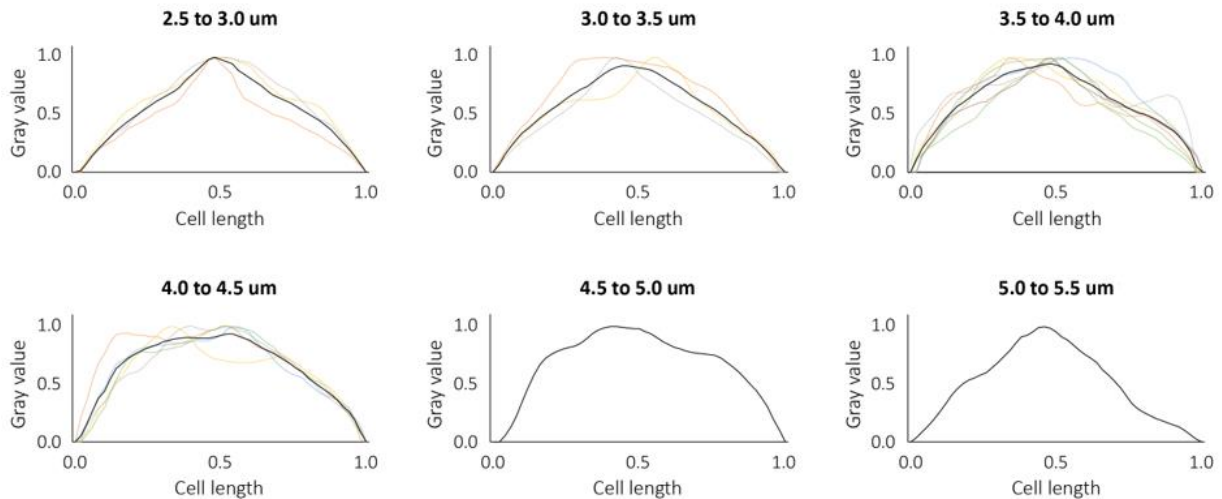 2.5 to 3.0 um
3.0 to 3.5 um
3.5 to 4.0 um
Gray value
1.0
0.5
0.0
0.0
0.5
1.0
Cell length
Gray value
1.0
0.5
0.0
0.0
0.5
1.0
Cell length
Gray value
1.0
0.5
0.0
0.0
0.5
1.0
Cell length
4.0 to 4.5 um
4.5 to 5.0 um
5.0 to 5.5 um
Gray value
1.0
0.5
0.0
0.0
0.5
1.0
Cell length
Gray value
1.0
0.5
0.0
0.0
0.5
1.0
Cell length
Gray value
1.0
0.5
0.0
0.0
0.5
1.0
Cell length